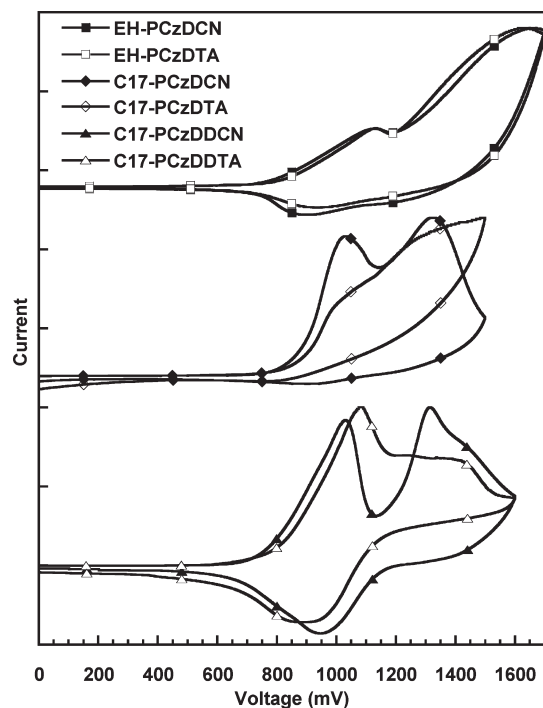 EH-PCzDCN
EH-PCzDTA
C17-PCzDCN
C17-PCzDTA
C17-PCzDDCN
C17-PCzDDTA
Current
0 200 400 600 800 1000 1200 1400 1600
Voltage (mV)